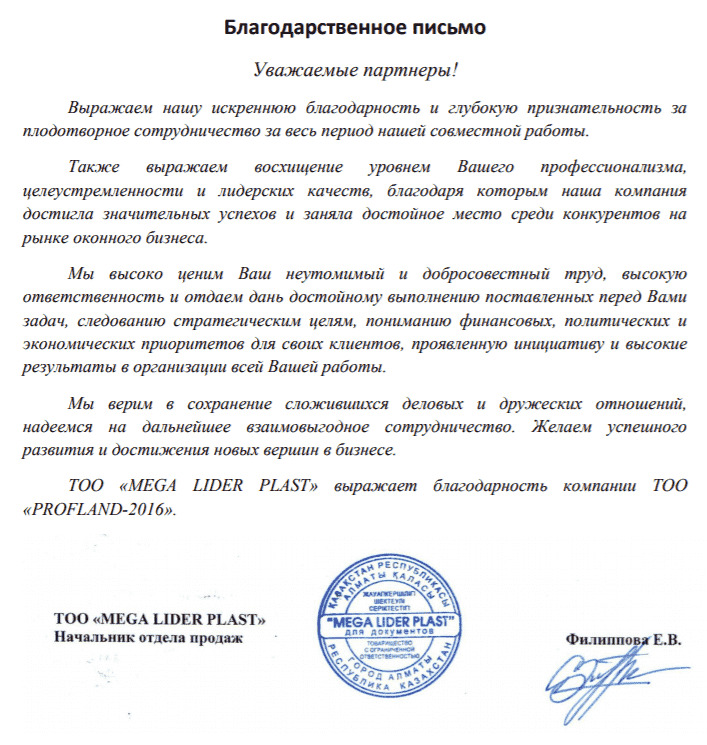 Благодарственное письмо
Уважаемые партнеры!
Выражаем нашу искреннюю благодарность и глубокую признательность за
плодотворное сотрудничество за весь период нашей совместной работы.
Также выражаем восхищение уровнем Вашего профессионализма,
целеустремленности и лидерских качеств, благодаря которым наша компания
достигла значительных успехов и заняла достойное место среди конкурентов на
рынке оконного бизнеса.
Мы высоко ценим Ваш неутомимый и добросовестный труд, высокую
ответственность и отдаем дань достойному выполнению поставленных перед Вами
задач, следованию стратегическим целям, пониманию финансовых, политических и
экономических приоритетов для своих клиентов, проявленную инициативу и высокие
результаты в организации всей Вашей работы.
Мы верим в сохранение сложившихся деловых и дружеских отношений,
надеемся на дальнейшее взаимовыгодное сотрудничество. Желаем успешного
развития и достижения новых вершин в бизнесе.
ТОО «MEGA LIDER PLAST» выражает благодарность компании ТОО
«PROFLAND-2016».
ҚАЗАҚСТАН РЕСПУБЛИКАСЫ
АЛМАТЫ ҚАЛАСЫ
ЖАУАПКЕРШІЛІГІ
ШЕКТЕУЛІ
СЕРІКТЕСТІГІ
"MEGA LIDER PLAST"
для документов
ТОВАРИЩЕСТВО
С ОГРАНИЧЕННОЙ
ОТВЕТСТВЕННОСТЬЮ
ГОРОД АЛМАТЫ
РЕСПУБЛИКА КАЗАХСТАН
ТОО «MEGA LIDER PLAST»
Начальник отдела продаж
Филиппова Е.В.